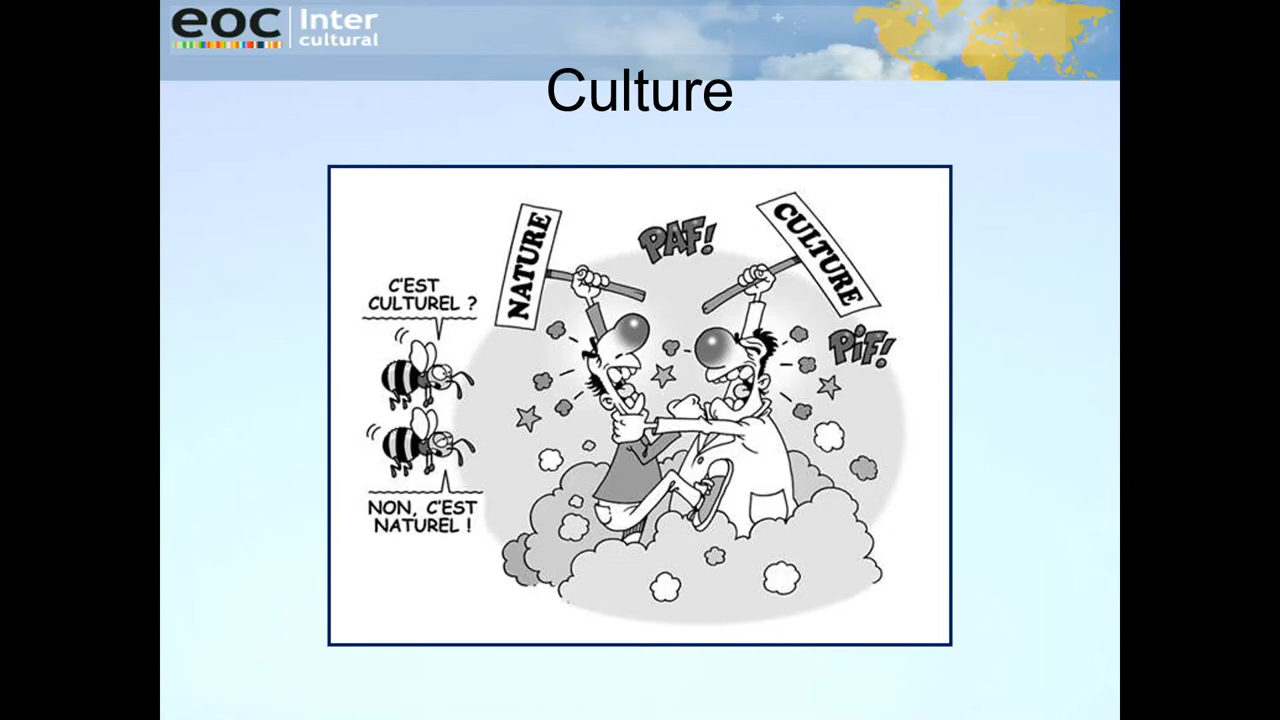 eoc Inter
cultural
Culture
NATURE
PAF!
CULTURE
PiF!
C'EST
CULTUREL ?
NON, C'EST
NATUREL !